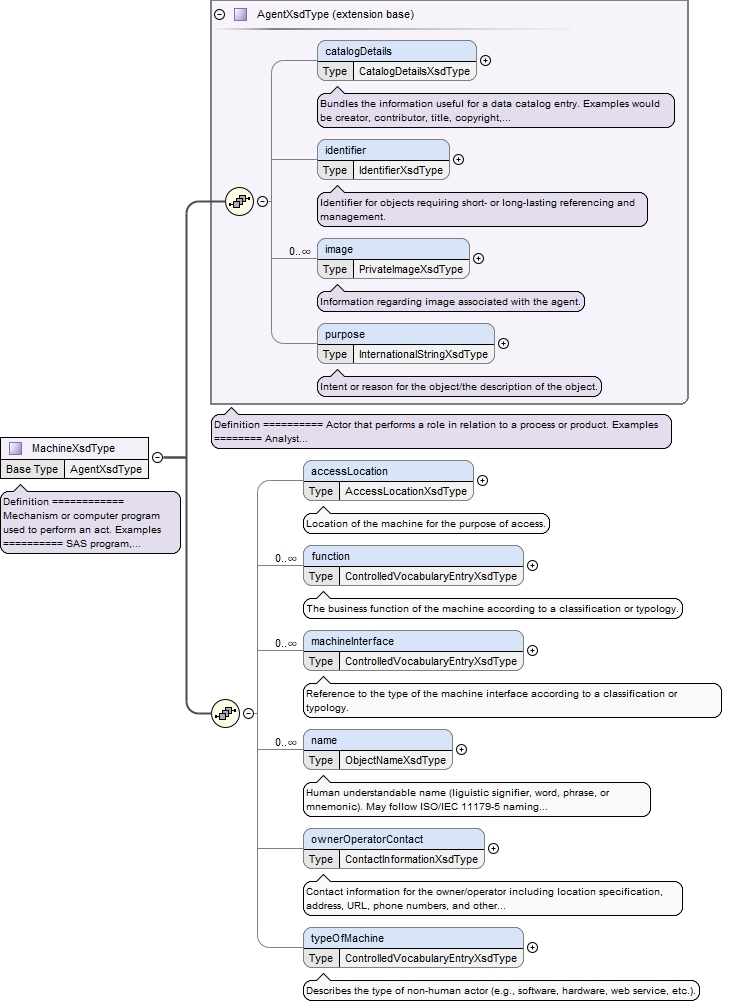 AgentXsdType (extension base)
catalogDetails
Type CatalogDetailsXsdType
Bundles the information useful for a data catalog entry. Examples would
be creator, contributor, title, copyright,...
identifier
Type IdentifierXsdType
Identifier for objects requiring short- or long-lasting referencing and
management.
0..∞
image
Type PrivateImageXsdType
Information regarding image associated with the agent.
purpose
Type InternationalStringXsdType
Intent or reason for the object/the description of the object.
Definition ========== Actor that performs a role in relation to a process or product. Examples
======== Analyst...
MachineXsdType
Base Type AgentXsdType
Definition ============
Mechanism or computer program
used to perform an act. Examples
========== SAS program,...
accessLocation
Type AccessLocationXsdType
Location of the machine for the purpose of access.
0..∞
function
Type ControlledVocabularyEntryXsdType
The business function of the machine according to a classification or typology.
0..∞
machineInterface
Type ControlledVocabularyEntryXsdType
Reference to the type of the machine interface according to a classification or
typology.
0..∞
name
Type ObjectNameXsdType
Human understandable name (liguistic signifier, word, phrase, or
mnemonic). May follow ISO/IEC 11179-5 naming...
ownerOperatorContact
Type ContactInformationXsdType
Contact information for the owner/operator including location specification,
address, URL, phone numbers, and other...
typeOfMachine
Type ControlledVocabularyEntryXsdType
Describes the type of non-human actor (e.g., software, hardware, web service, etc.).